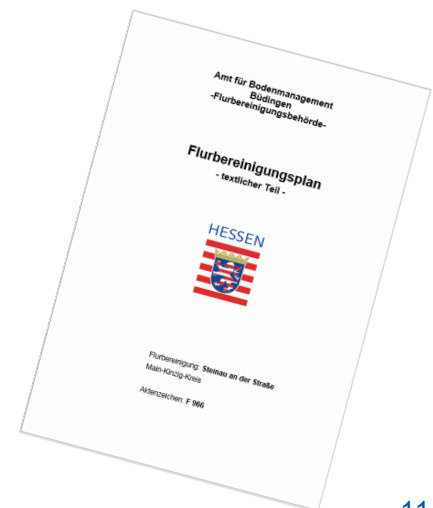 Amt für Bodenmanagement
Büdingen
-Flurbereinigungsbehörde-
Flurbereinigungsplan
- textlicher Teil -
HESSEN
Flurbereinigung: Steinau an der Straße
Main-Kinzig-Kreis
Aktenzeichen: F 966
11